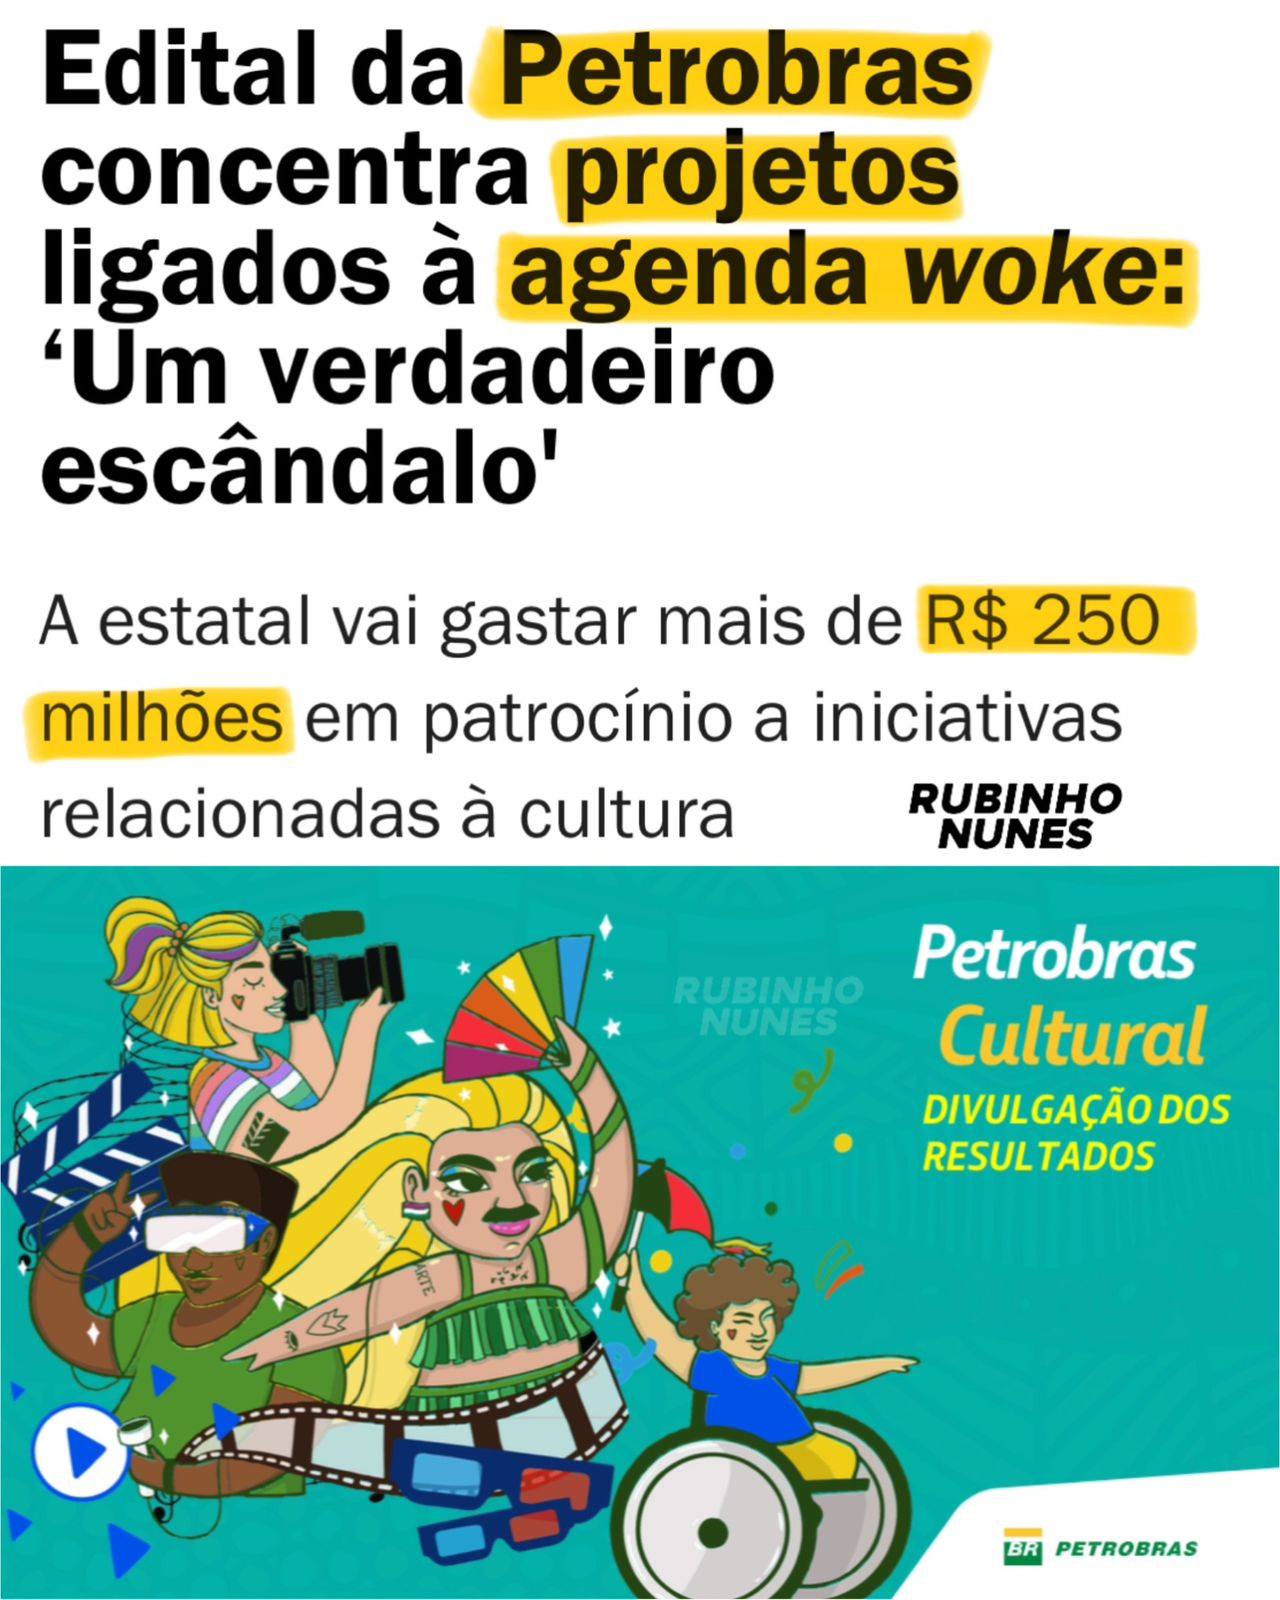 Edital da Petrobras
concentra projetos
ligados à agenda woke:
‘Um verdadeiro
escândalo'
A estatal vai gastar mais de R$ 250
milhões em patrocínio a iniciativas
relacionadas à cultura
RUBINHO
NUNES
Petrobras
Cultural
DIVULGAÇÃO DOS
RESULTADOS
RUBINHO
NUNES
ARTE
BR PETROBRAS